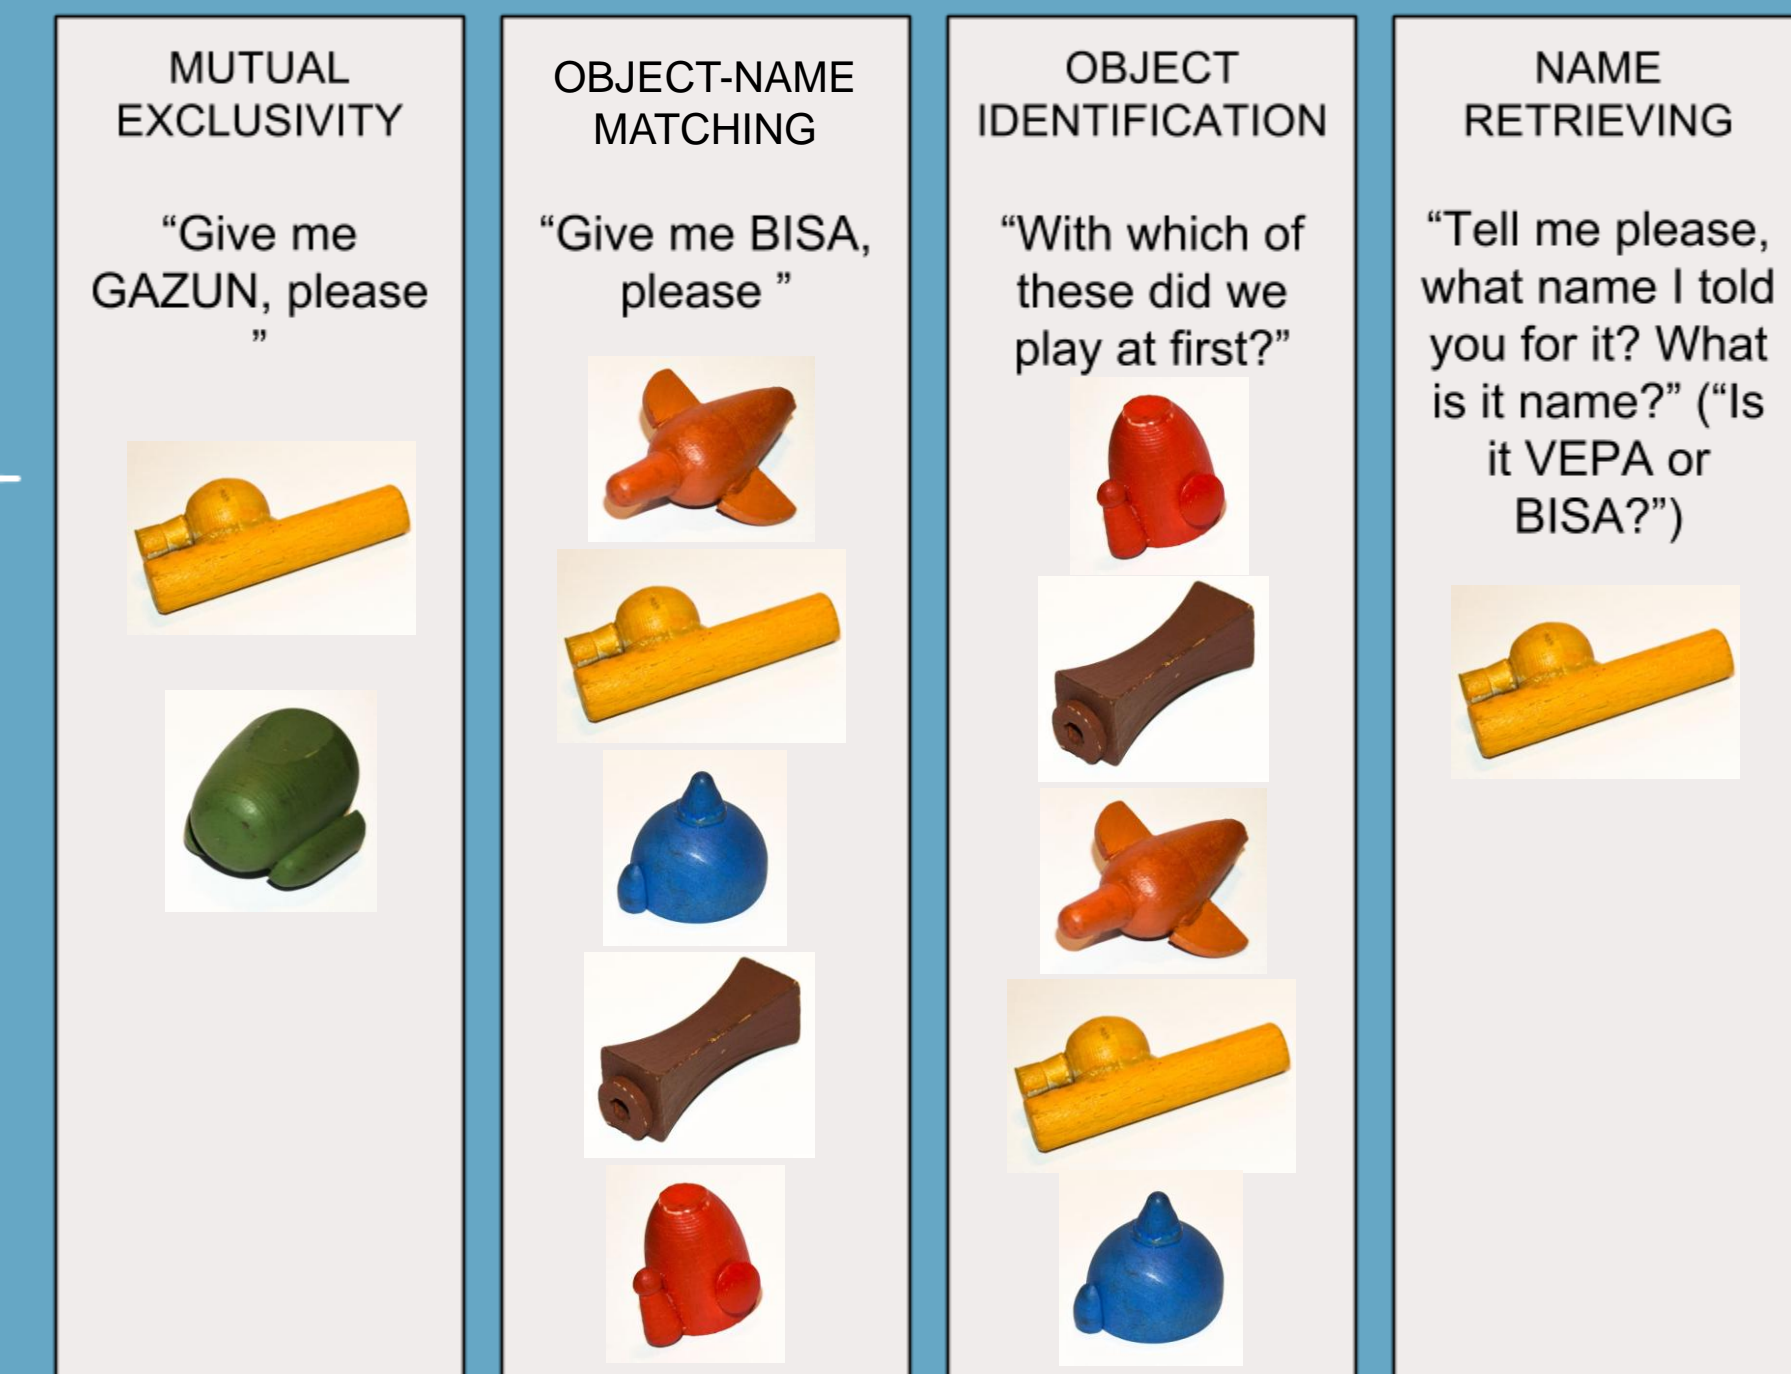 MUTUAL
EXCLUSIVITY
“Give me
GAZUN, please
”
OBJECT-NAME
MATCHING
“Give me BISA,
please ”
OBJECT
IDENTIFICATION
“With which of
these did we
play at first?”
NAME
RETRIEVING
“Tell me please,
what name I told
you for it? What
is it name?” (“Is
it VEPA or
BISA?”)